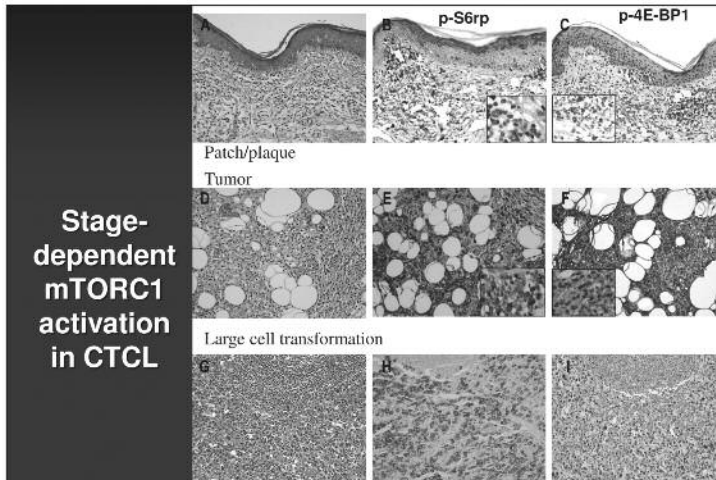 Stage-
dependent
mTORC1
activation
in CTCL
p-S6rp
p-4E-BP1
A
B
C
Patch/plaque
Tumor
D
E
F
Large cell transformation
G
H
I